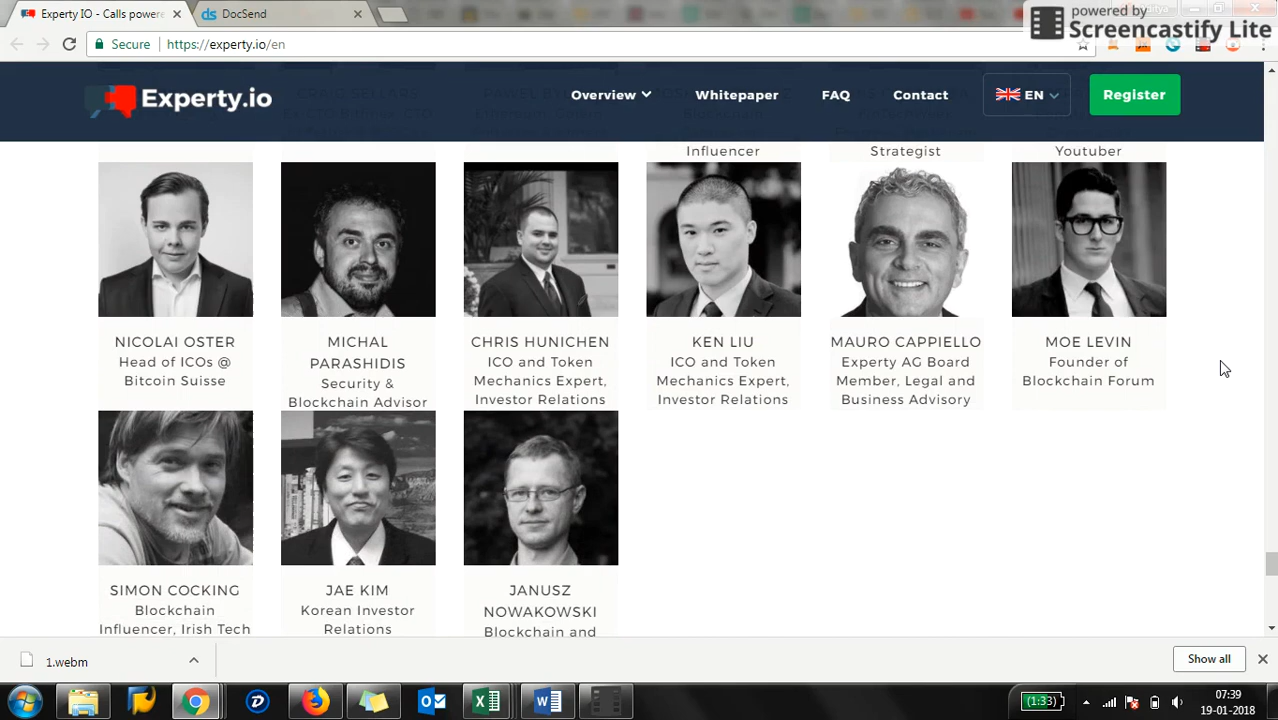 Experty IO - Calls powere
DocSend
powered by
Screencastify Lite
Secure
https://experty.io/en
Experty.io
Overview
Whitepaper
FAQ
Contact
EN
Register
Influencer
Strategist
Youtuber
NICOLAI OSTER
Head of ICOs @
Bitcoin Suisse
MICHAL
PARASHIDIS
Security &
Blockchain Advisor
CHRIS HUNICHEN
ICO and Token
Mechanics Expert,
Investor Relations
KEN LIU
ICO and Token
Mechanics Expert,
Investor Relations
MAURO CAPPIELLO
Experty AG Board
Member, Legal and
Business Advisory
MOE LEVIN
Founder of
Blockchain Forum
SIMON COCKING
Blockchain
Influencer, Irish Tech
JAE KIM
Korean Investor
Relations
JANUSZ
NOWAKOWSKI
Blockchain and
1.webm
Show all
(1:33)
07:39
19-01-2018